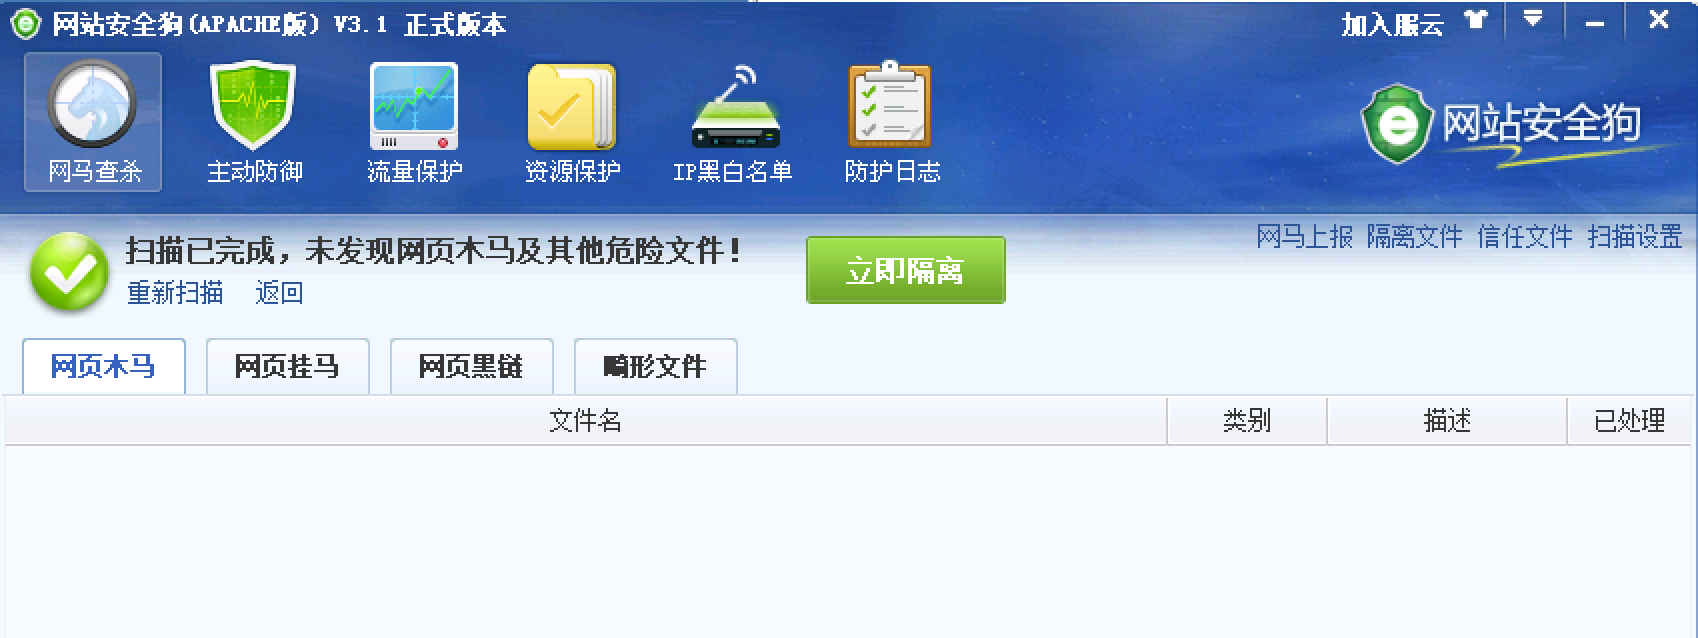 网站安全狗(APACHE版) V3.1 正式版本
加入服云
网马查杀 主动防御 流量保护 资源保护 IP黑白名单 防护日志
网站安全狗
网马上报 隔离文件 信任文件 扫描设置
扫描已完成，未发现网页木马及其他危险文件！
重新扫描 返回
立即隔离
网页木马 网页挂马 网页黑链 畸形文件
文件名 类别 描述 已处理